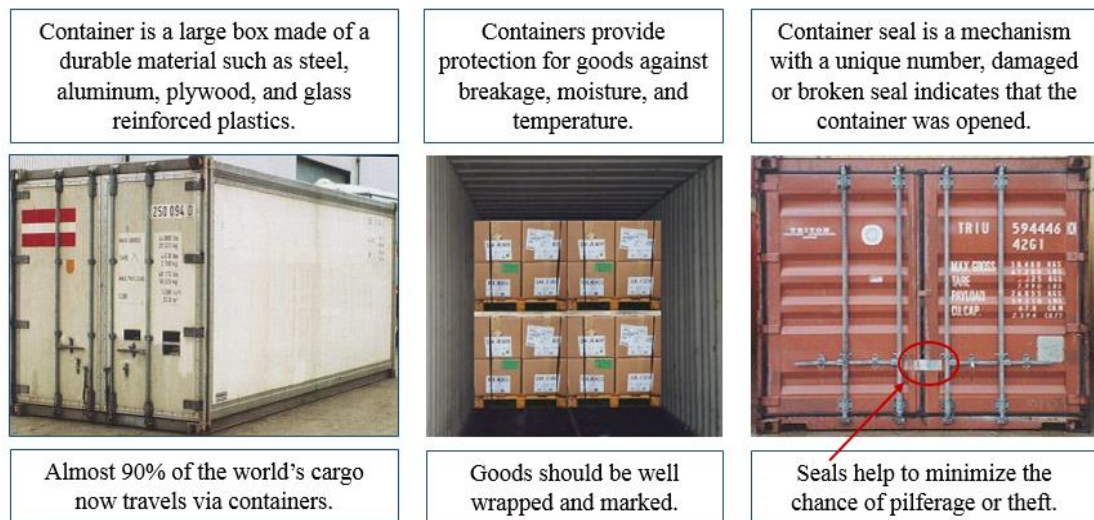 Container is a large box made of a
durable material such as steel,
aluminum, plywood, and glass
reinforced plastics.
Containers provide
protection for goods against
breakage, moisture, and
temperature.
Container seal is a mechanism
with a unique number, damaged
or broken seal indicates that the
container was opened.
250 094 0
TRITON
TRIU 594446 0
42G1
MAX. GROSS
TARE
PAYLOAD
CU.CAP.
Almost 90% of the world's cargo
now travels via containers.
Goods should be well
wrapped and marked.
Seals help to minimize the
chance of pilferage or theft.